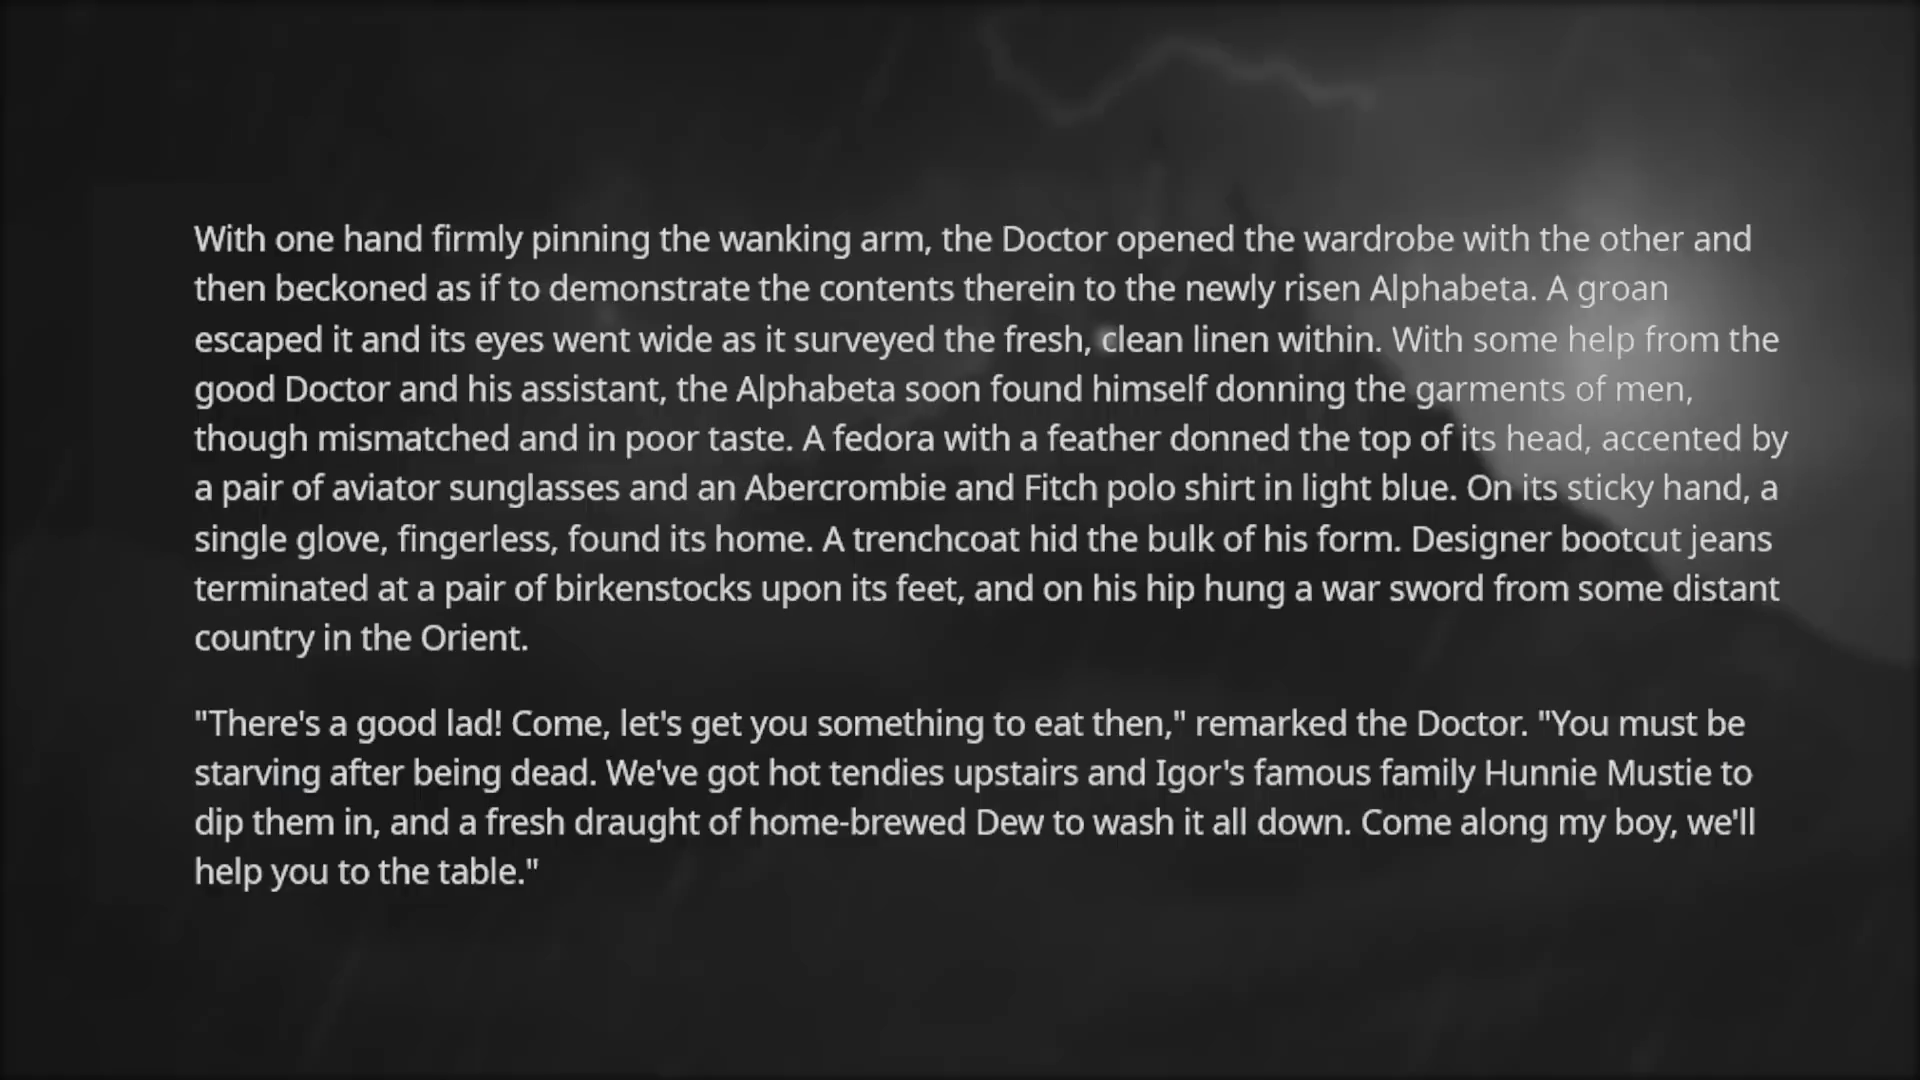 With one hand firmly pinning the wanking arm, the Doctor opened the wardrobe with the other and
then beckoned as if to demonstrate the contents therein to the newly risen Alphabeta. A groan
escaped it and its eyes went wide as it surveyed the fresh, clean linen within. With some help from the
good Doctor and his assistant, the Alphabeta soon found himself donning the garments of men,
though mismatched and in poor taste. A fedora with a feather donned the top of its head, accented by
a pair of aviator sunglasses and an Abercrombie and Fitch polo shirt in light blue. On its sticky hand, a
single glove, fingerless, found its home. A trenchcoat hid the bulk of his form. Designer bootcut jeans
terminated at a pair of birkenstocks upon its feet, and on his hip hung a war sword from some distant
country in the Orient.
"There's a good lad! Come, let's get you something to eat then," remarked the Doctor. "You must be
starving after being dead. We've got hot tendies upstairs and Igor's famous family Hunnie Mustie to
dip them in, and a fresh draught of home-brewed Dew to wash it all down. Come along my boy, we'll
help you to the table."